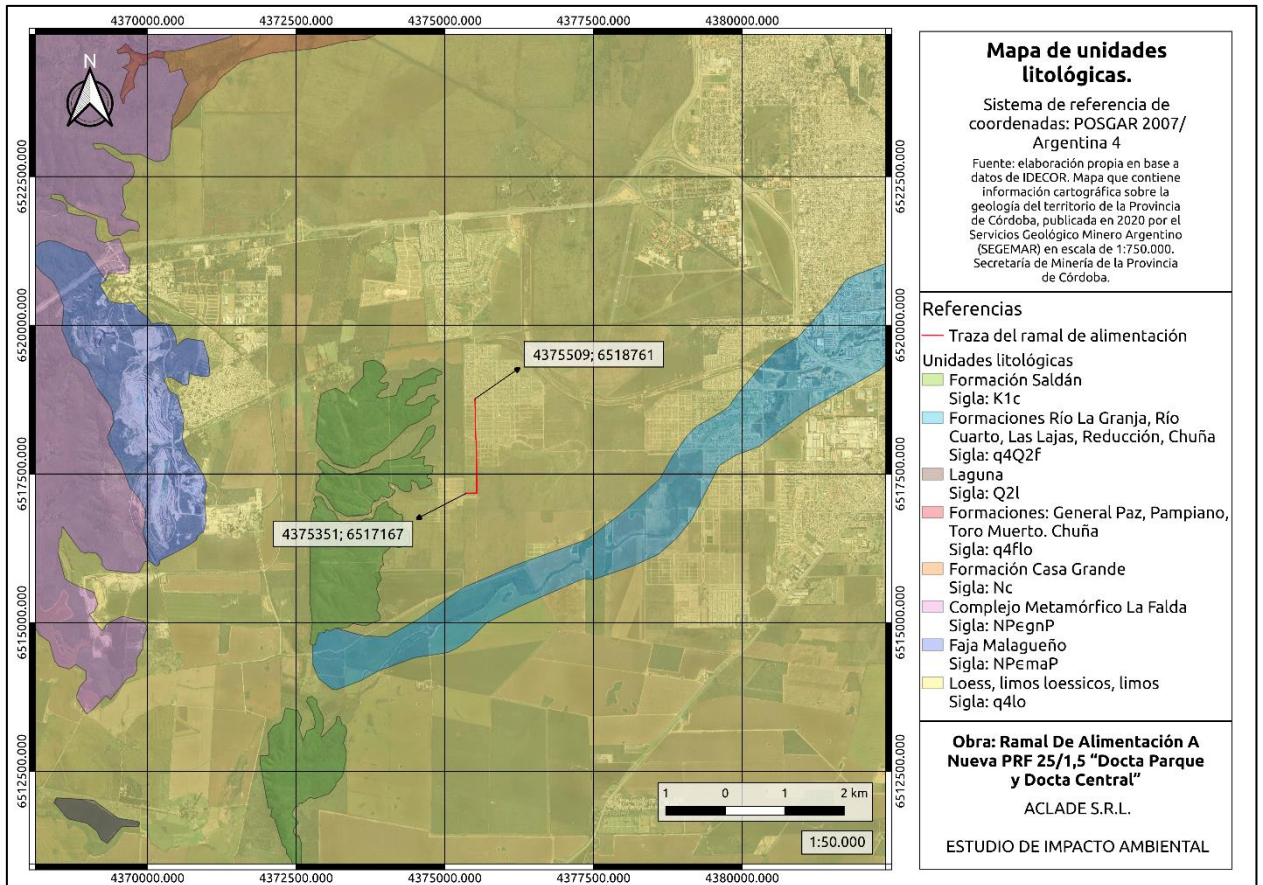 4370000.000
4372500.000
4375000.000
4377500.000
4380000.000
N
6522500.000
6522500.000
6520000.000
6520000.000
4375509; 6518761
6517500.000
6517500.000
4375351; 6517167
6515000.000
6515000.000
6512500.000
6512500.000
1 0 1 2 km
1:50.000
4370000.000
4372500.000
4375000.000
4377500.000
4380000.000
Mapa de unidades
litológicas.
Sistema de referencia de
coordenadas: POSGAR 2007/
Argentina 4
Fuente: elaboración propia en base a
datos de IDECOR. Mapa que contiene
información cartográfica sobre la
geología del territorio de la Provincia
de Córdoba, publicada en 2020 por el
Servicios Geológico Minero Argentino
(SEGEMAR) en escala de 1:750.000.
Secretaría de Minería de la Provincia
de Córdoba.
Referencias
Traza del ramal de alimentación
Unidades litológicas
Formación Saldán
Sigla: K1c
Formaciones Río La Granja, Río
Cuarto, Las Lajas, Reducción, Chuña
Sigla: q4Q2f
Laguna
Sigla: Q2l
Formaciones: General Paz, Pampiano,
Toro Muerto. Chuña
Sigla: q4flo
Formación Casa Grande
Sigla: Nc
Complejo Metamórfico La Falda
Sigla: NPЄgnP
Faja Malagueño
Sigla: NPЄmaP
Loess, limos loessicos, limos
Sigla: q4lo
Obra: Ramal De Alimentación A
Nueva PRF 25/1,5 “Docta Parque
y Docta Central”
ACLADE S.R.L.
ESTUDIO DE IMPACTO AMBIENTAL